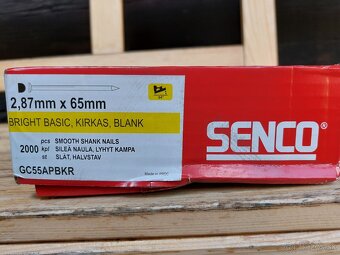 2,87mm x 65mm
BRIGHT BASIC, KIRKAS, BLANK
pcs SMOOTH SHANK NAILS
2000 kpl SILEA NAULA, LYHYT KAMPA
st SLÄT, HALVSTAV
GC55APBKR
SENCO®